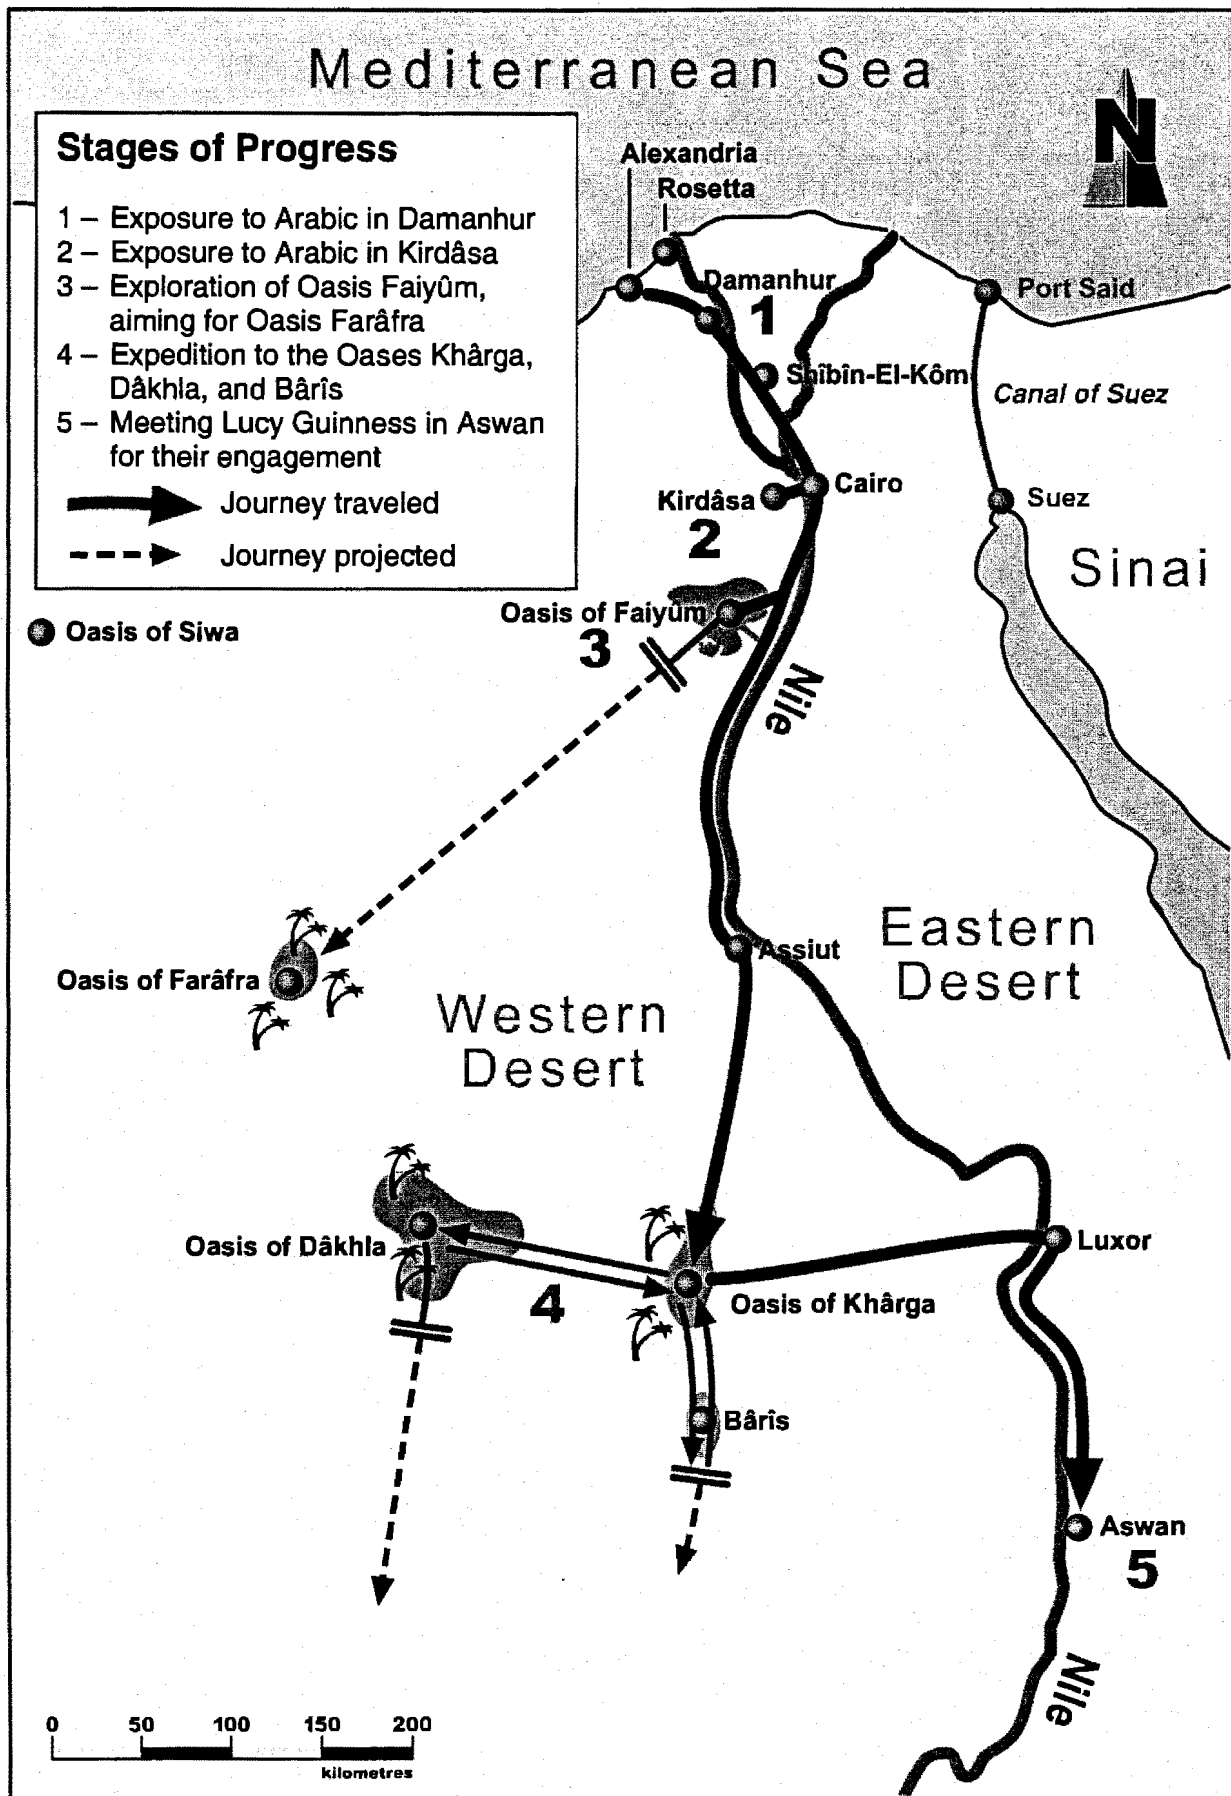 Mediterranean Sea
N
Stages of Progress
1 – Exposure to Arabic in Damanhur
2 – Exposure to Arabic in Kirdâsa
3 – Exploration of Oasis Faiyûm,
aiming for Oasis Farâfra
4 – Expedition to the Oases Khârga,
Dâkhla, and Bârîs
5 – Meeting Lucy Guinness in Aswan
for their engagement
Journey traveled
Journey projected
Alexandria
Rosetta
Damanhur
1
Port Said
Shîbîn-El-Kôm
Canal of Suez
Cairo
Kirdâsa
2
Suez
Sinai
Oasis of Faiyûm
3
Oasis of Siwa
Nile
Assiut
Eastern
Desert
Oasis of Farâfra
Western
Desert
Oasis of Dâkhla
4
Oasis of Khârga
Luxor
Bârîs
Aswan
5
Nile
0 50 100 150 200
kilometres